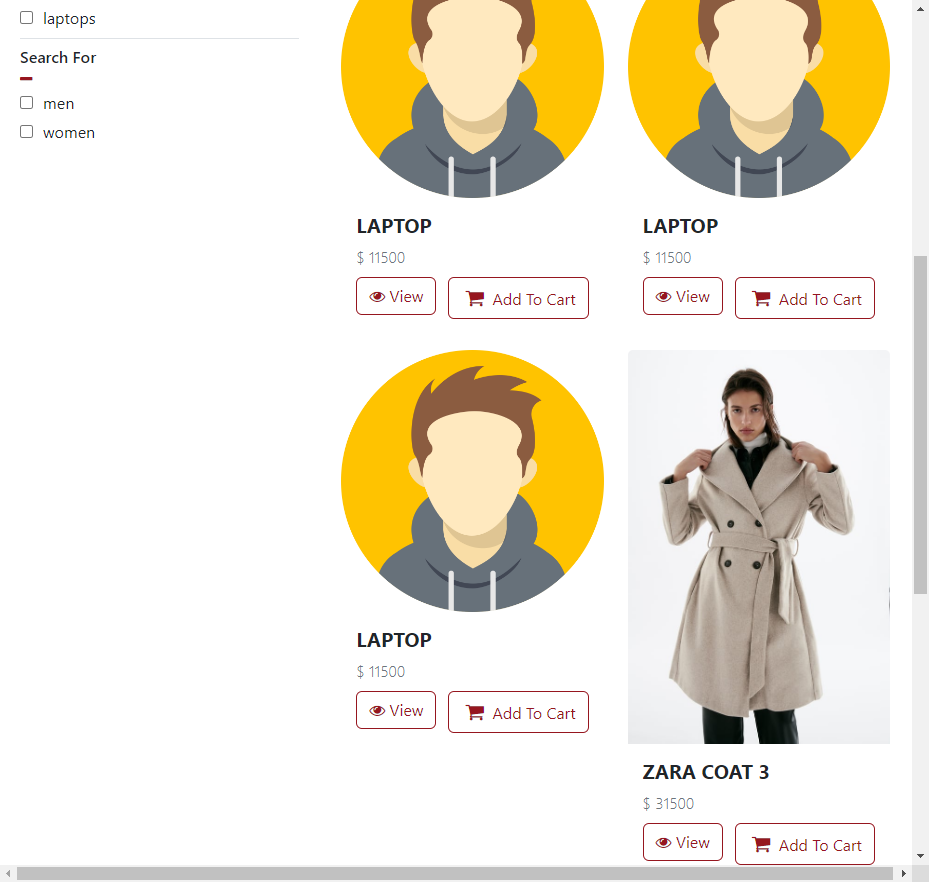 laptops
Search For
men
women
LAPTOP
$ 11500
View
Add To Cart
LAPTOP
$ 11500
View
Add To Cart
LAPTOP
$ 11500
View
Add To Cart
ZARA COAT 3
$ 31500
View
Add To Cart